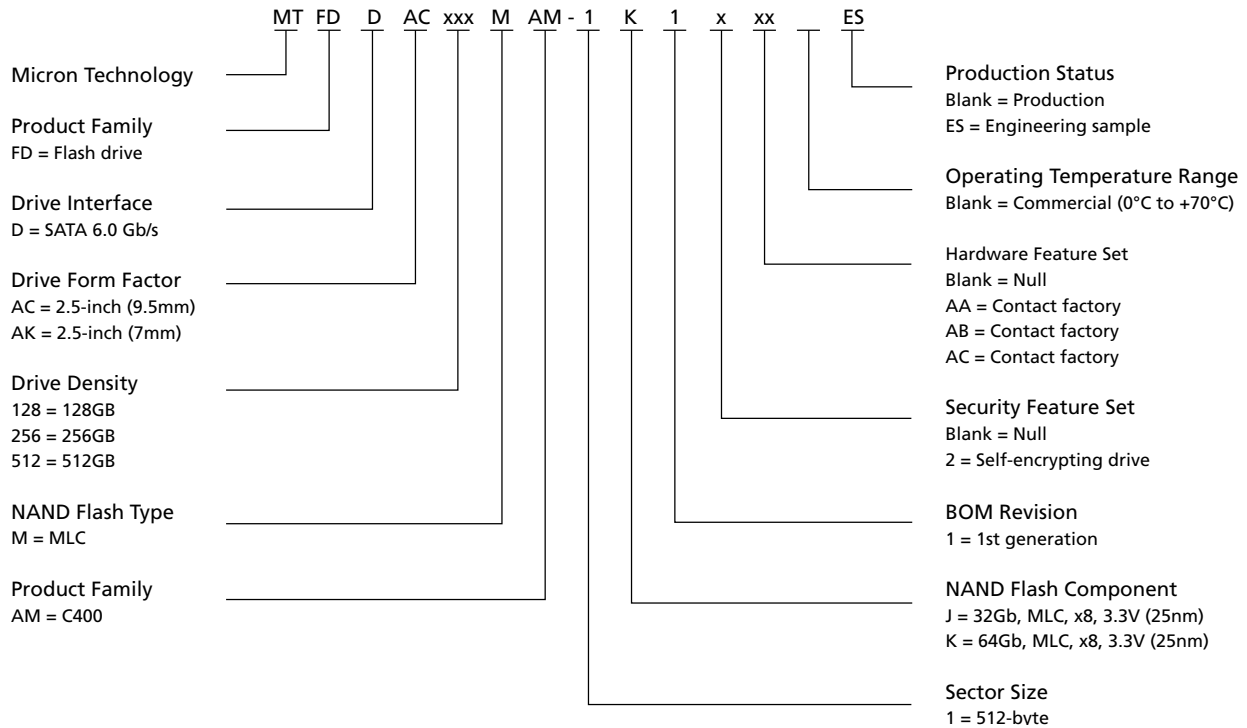 MT FD D AC xxx M AM - 1 K 1 x xx ES
Micron Technology
Product Family
FD = Flash drive
Drive Interface
D = SATA 6.0 Gb/s
Drive Form Factor
AC = 2.5-inch (9.5mm)
AK = 2.5-inch (7mm)
Drive Density
128 = 128GB
256 = 256GB
512 = 512GB
NAND Flash Type
M = MLC
Product Family
AM = C400
Production Status
Blank = Production
ES = Engineering sample
Operating Temperature Range
Blank = Commercial (0°C to +70°C)
Hardware Feature Set
Blank = Null
AA = Contact factory
AB = Contact factory
AC = Contact factory
Security Feature Set
Blank = Null
2 = Self-encrypting drive
BOM Revision
1 = 1st generation
NAND Flash Component
J = 32Gb, MLC, x8, 3.3V (25nm)
K = 64Gb, MLC, x8, 3.3V (25nm)
Sector Size
1 = 512-byte